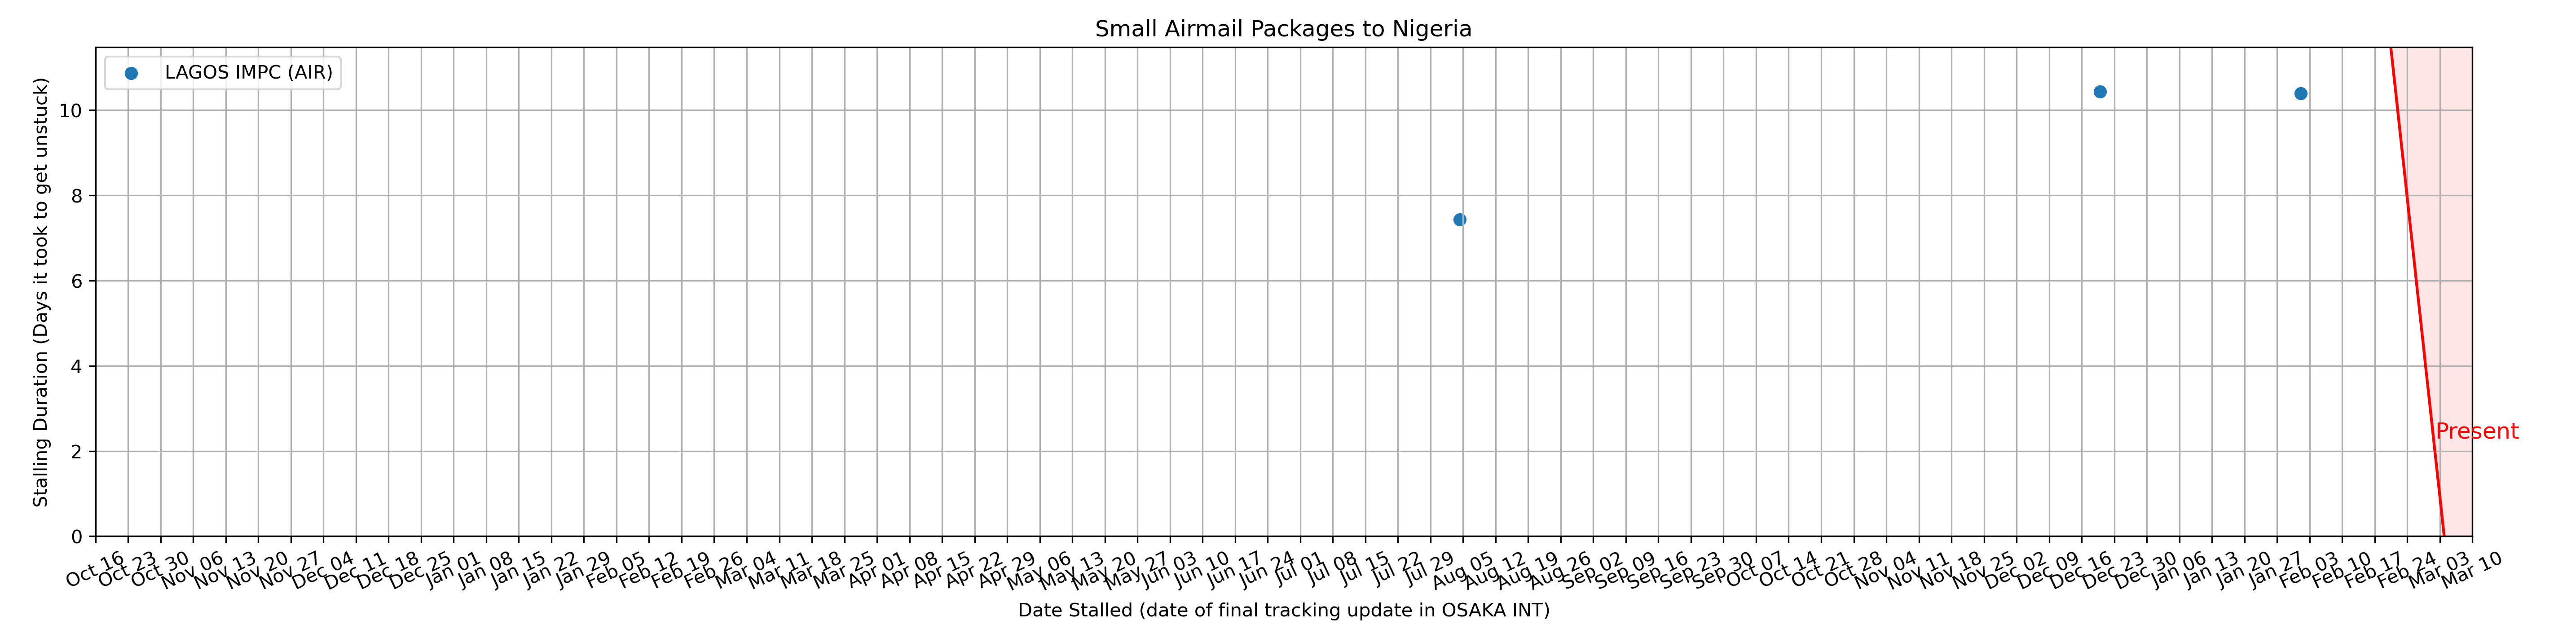 Small Airmail Packages to Nigeria
LAGOS IMPC (AIR)
Stalling Duration (Days it took to get unstuck)
10
8
6
4
2
0
Present
Oct 16 Oct 23 Oct 30 Nov 06 Nov 13 Nov 20 Nov 27 Dec 04 Dec 11 Dec 18 Dec 25 Jan 01 Jan 08 Jan 15 Jan 22 Jan 29 Feb 05 Feb 12 Feb 19 Feb 26 Mar 04 Mar 11 Mar 18 Mar 25 Apr 01 Apr 08 Apr 15 Apr 22 Apr 29 May 06 May 13 May 20 May 27 Jun 03 Jun 10 Jun 17 Jun 24 Jul 01 Jul 08 Jul 15 Jul 22 Jul 29 Aug 05 Aug 12 Aug 19 Aug 26 Sep 02 Sep 09 Sep 16 Sep 23 Sep 30 Oct 07 Oct 14 Oct 21 Oct 28 Nov 04 Nov 11 Nov 18 Nov 25 Dec 02 Dec 09 Dec 16 Dec 23 Dec 30 Jan 06 Jan 13 Jan 20 Jan 27 Feb 03 Feb 10 Feb 17 Feb 24 Mar 03 Mar 10
Date Stalled (date of final tracking update in OSAKA INT)